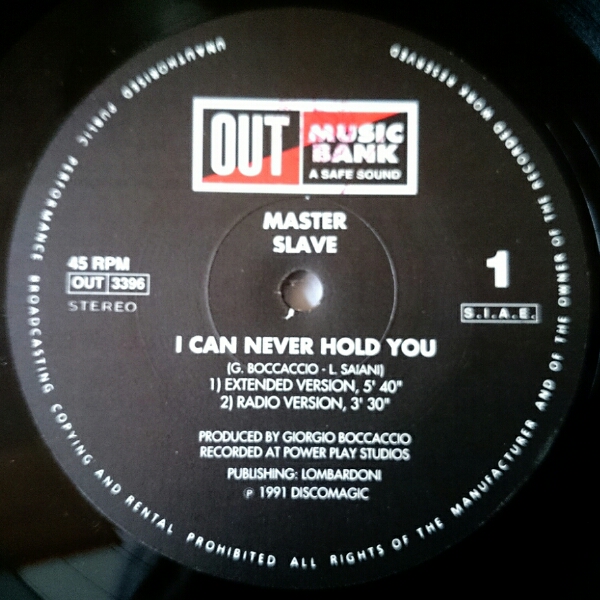 OUT
MUSIC
BANK
A SAFE SOUND
MASTER
SLAVE
45 RPM
OUT 3396
STEREO
1
S.I.A.E.
I CAN NEVER HOLD YOU
(G. BOCCACCIO - L. SAIANI)
1) EXTENDED VERSION, 5' 40"
2) RADIO VERSION, 3' 30"
PRODUCED BY GIORGIO BOCCACCIO
RECORDED AT POWER PLAY STUDIOS
PUBLISHING: LOMBARDONI
℗ 1991 DISCOMAGIC
UNAUTHORISED PUBLIC PERFORMANCE BROADCASTING COPYING AND RENTAL PROHIBITED ALL RIGHTS OF THE MANUFACTURER AND OF THE OWNER OF THE RECORDED WORK RESERVED